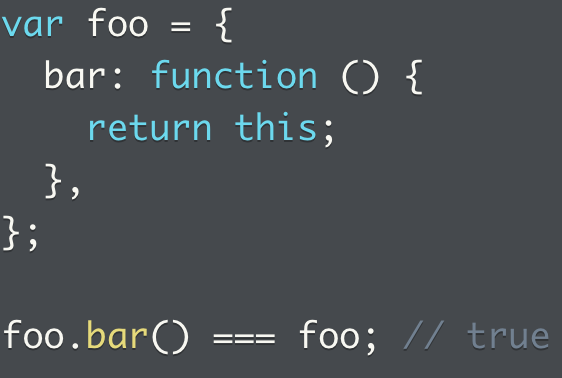 var foo = {
  bar: function () {
    return this;
  },
};

foo.bar() === foo; // true